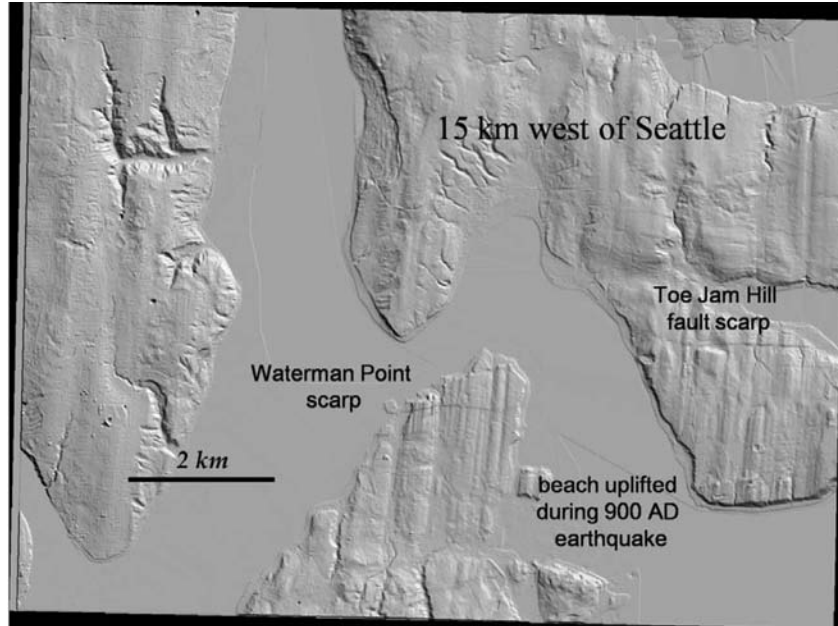 15 km west of Seattle
Toe Jam Hill
fault scarp
Waterman Point
scarp
2 km
beach uplifted
during 900 AD
earthquake